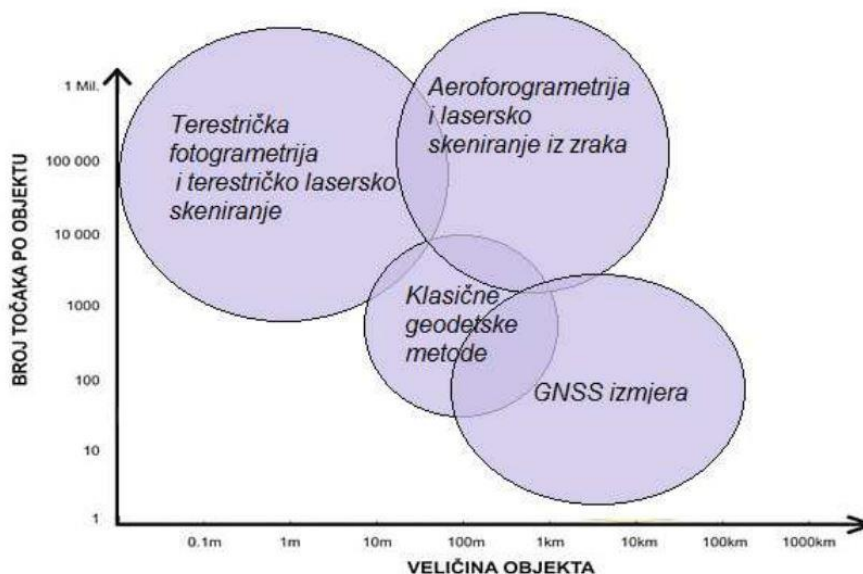 1 Mil.
100 000
10 000
1000
100
10
1
BROJ TOČAKA PO OBJEKTU
Terestrička
fotogrametrija
i terestričko lasersko
skeniranje
Aeroforogrametrija
i lasersko
skeniranje iz zraka
Klasične
geodetske
metode
GNSS izmjera
0.1m 1m 10m 100m 1km 10km 100km 1000km
VELIČINA OBJEKTA